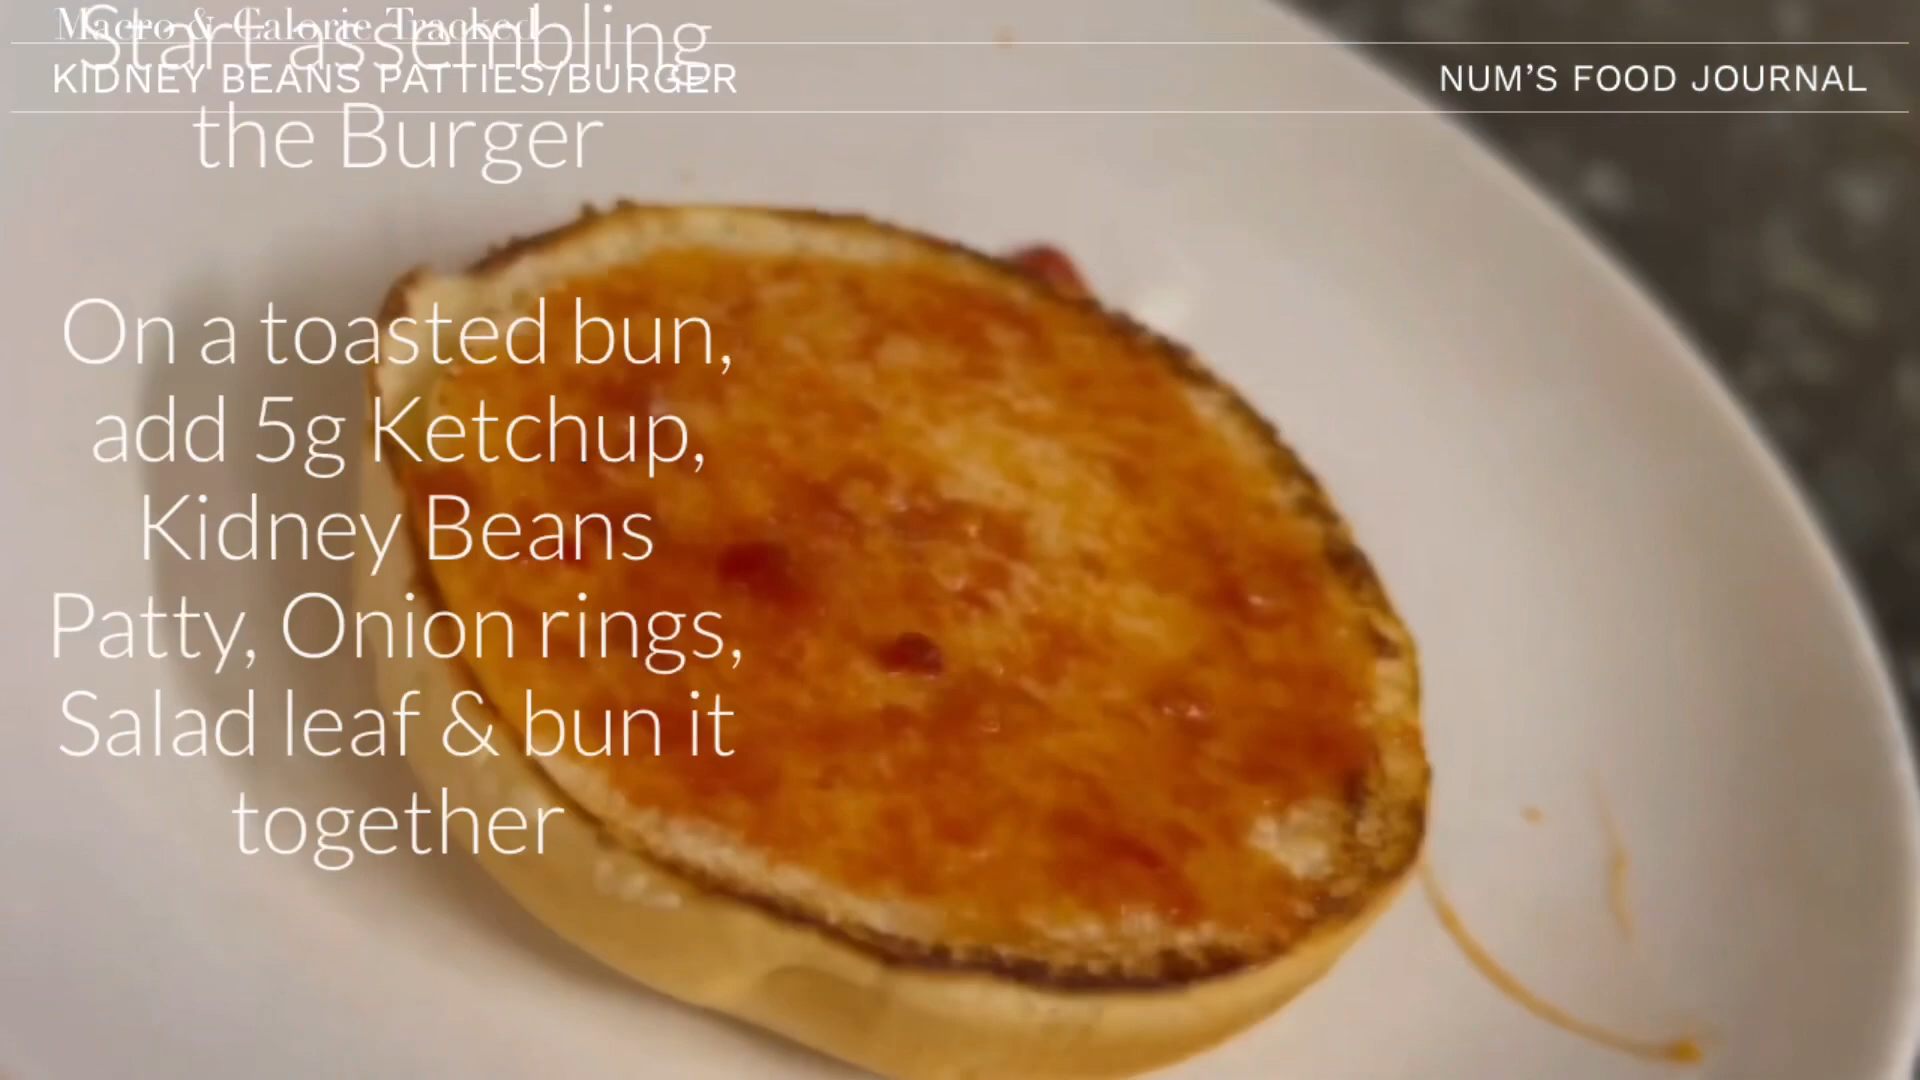 Macro & Calorie Tracked
Start assembling
KIDNEY BEANS PATTIES/BURGER
NUM'S FOOD JOURNAL
the Burger
On a toasted bun,
add 5g Ketchup,
Kidney Beans
Patty, Onion rings,
Salad leaf & bun it
together